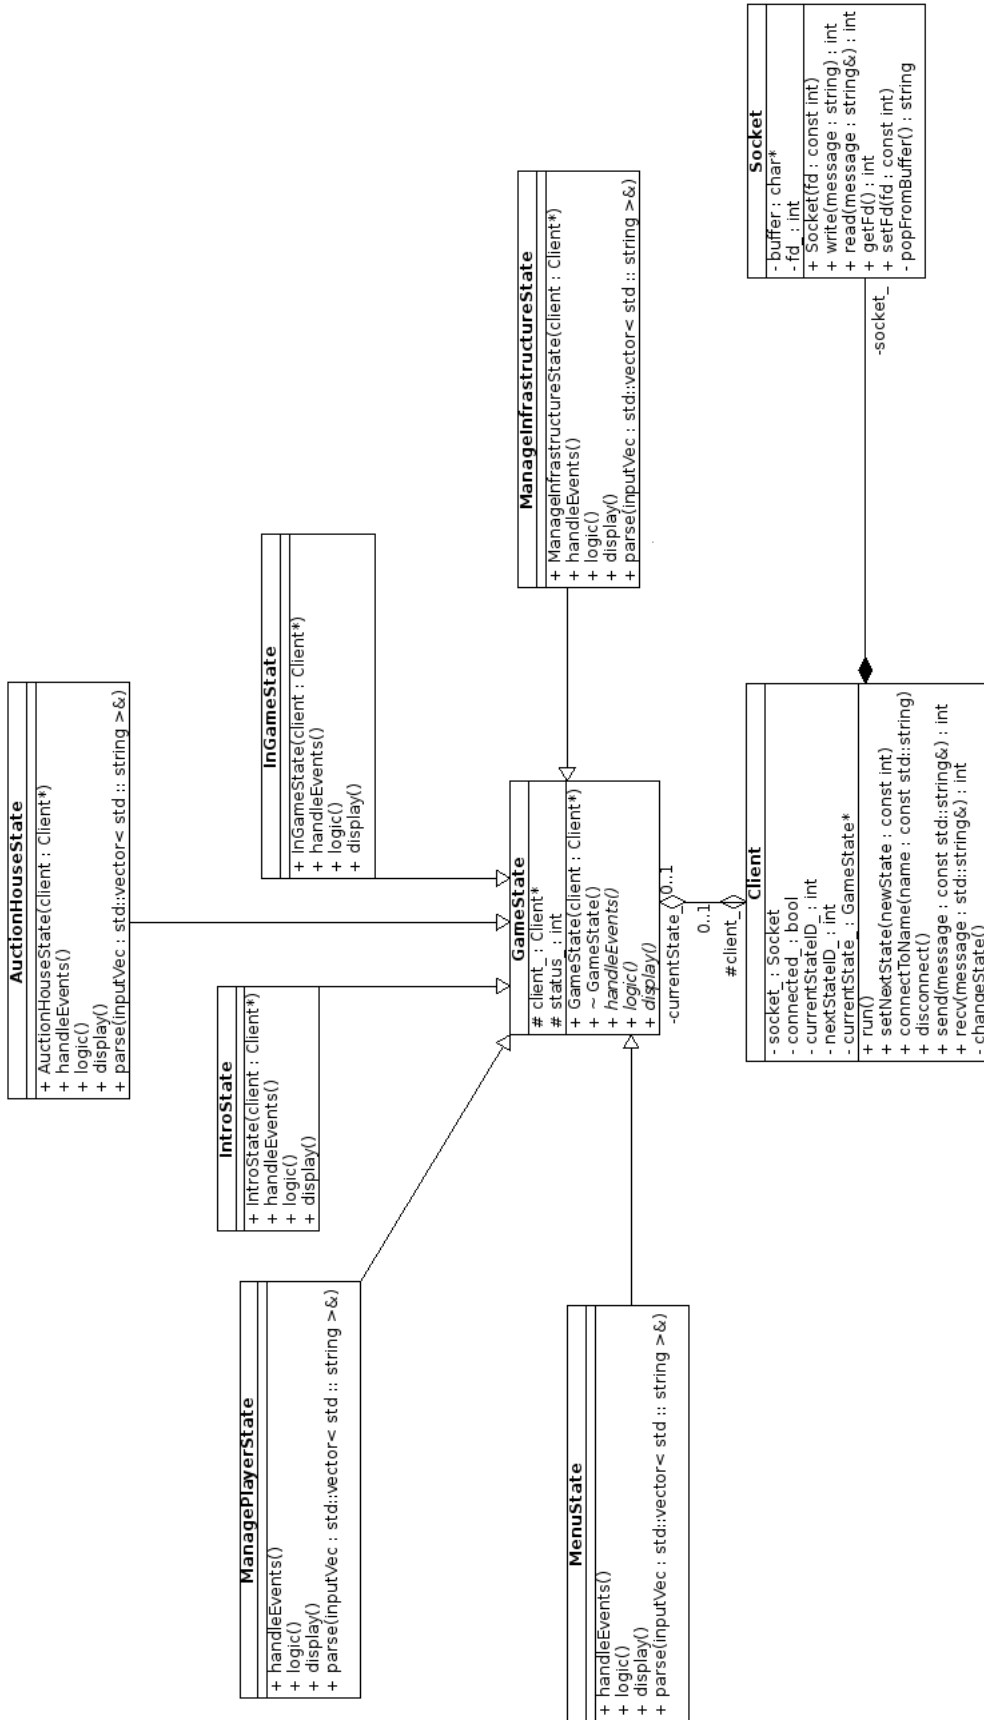 AuctionHouseState
+ AuctionHouseState(client : Client*)
+ handleEvents()
+ logic()
+ display()
+ parse(inputVec : std::vector< std :: string >&)
IntroState
+ IntroState(client : Client*)
+ handleEvents()
+ logic()
+ display()
InGameState
+ InGameState(client : Client*)
+ handleEvents()
+ logic()
+ display()
ManagePlayerState
+ handleEvents()
+ logic()
+ display()
+ parse(inputVec : std::vector< std :: string >&)
GameState
# client_ : Client*
# status_ : int
+ GameState(client : Client*)
+ ~ GameState()
+ handleEvents()
+ logic()
+ display()
ManageInfrastructureState
+ ManageInfrastructureState(client : Client*)
+ handleEvents()
+ logic()
+ display()
+ parse(inputVec : std::vector< std :: string >&)
MenuState
+ handleEvents()
+ logic()
+ display()
+ parse(inputVec : std::vector< std :: string >&)
-currentState_
0..1
0..1
#client_
Client
- socket_ : Socket
- connected_ : bool
- currentStateID_ : int
- nextStateID_ : int
- currentState_ : GameState*
+ run()
+ setNextState(newState : const int)
+ connectToName(name : const std::string)
+ disconnect()
+ send(message : const std::string&) : int
+ recv(message : std::string&) : int
- changeState()
-socket_
Socket
- buffer : char*
- fd_ : int
+ Socket(fd : const int)
+ write(message : string) : int
+ read(message : string&) : int
+ getFd() : int
+ setFd(fd : const int)
- popFromBuffer() : string